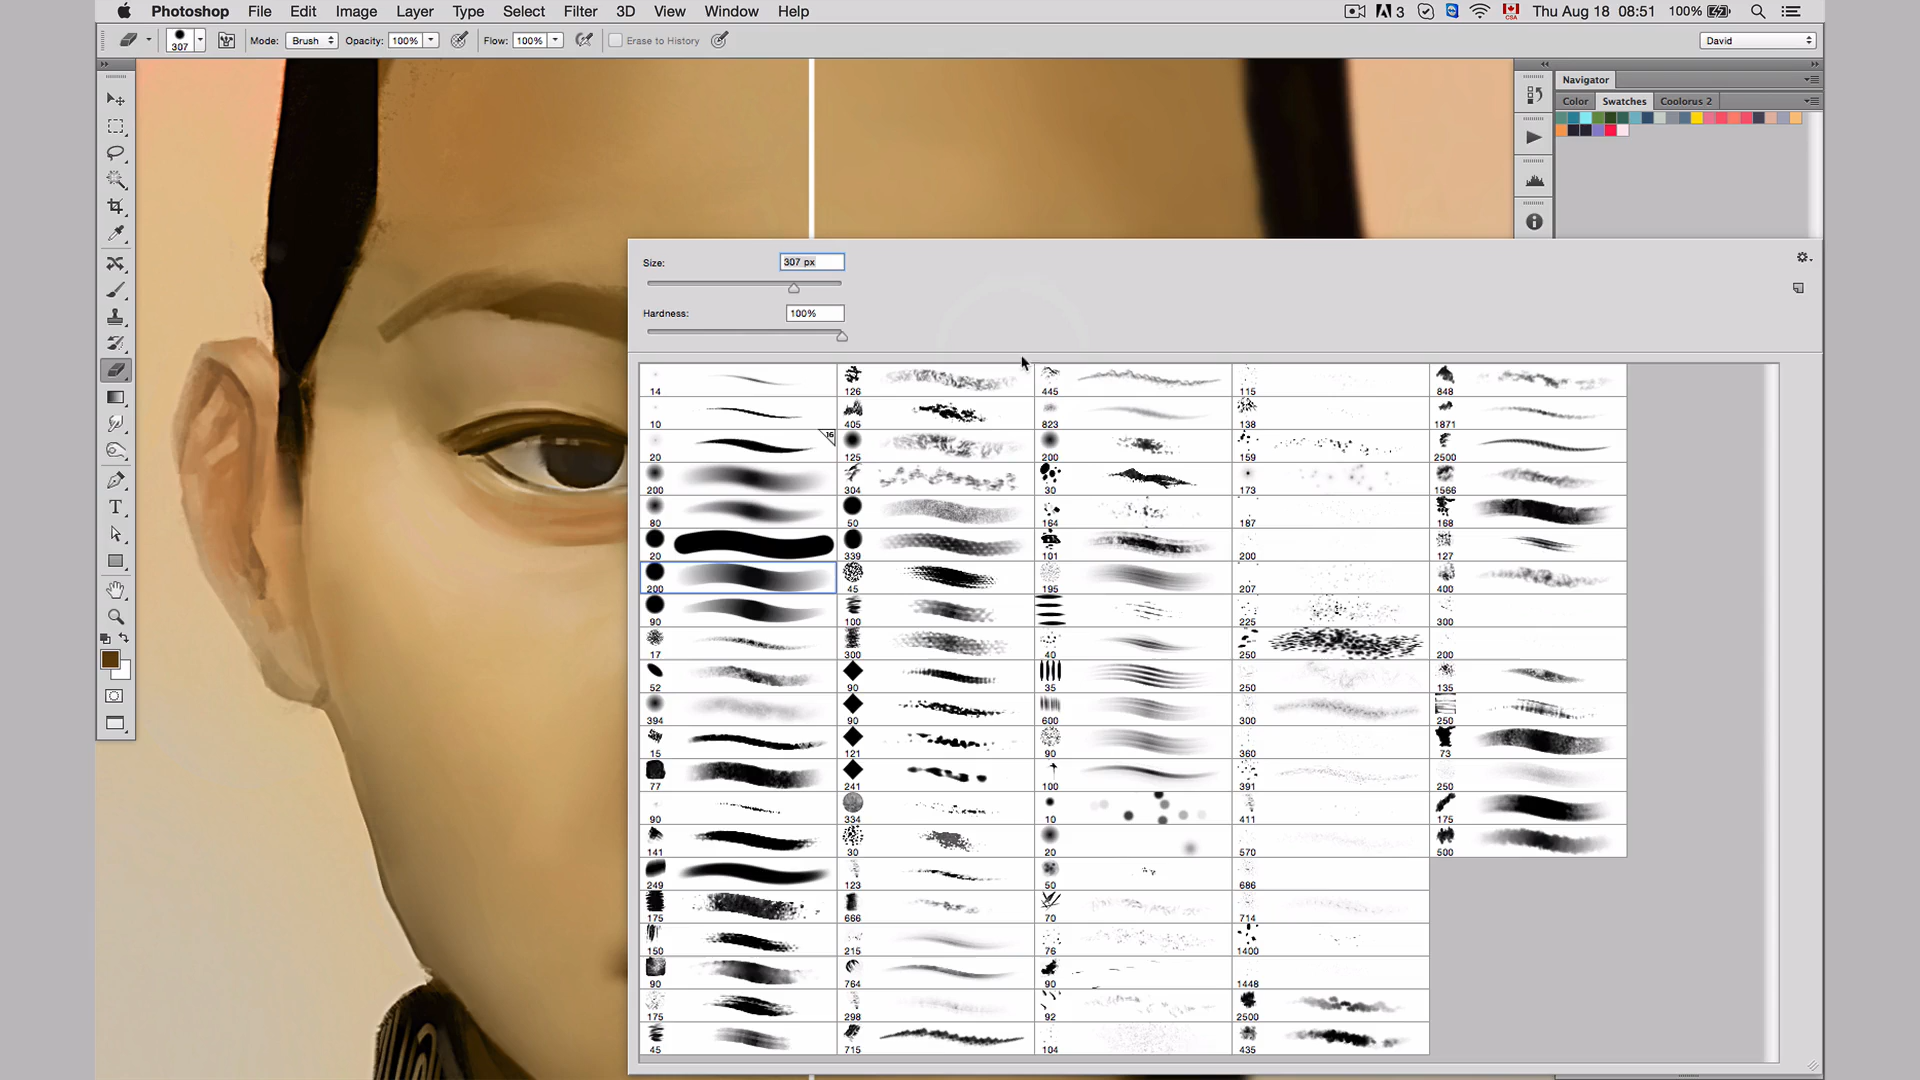 Photoshop File Edit Image Layer Type Select Filter 3D View Window Help 3 CSA Thu Aug 18 08:51 100%
307 Mode: Brush Opacity: 100% Flow: 100% Erase to History David
Navigator
Color Swatches Coolorus 2
Size: 307 px
Hardness: 100%
14 126 445 115 848
10 405 823 138 1871
20 16 125 200 159 2500
200 304 30 173 1566
80 50 164 187 168
20 339 101 200 127
200 45 195 207 400
90 100 225 300
17 300 40 250 200
52 90 35 250 135
394 90 600 300 250
15 121 90 360 73
77 241 100 391 250
90 334 10 411 175
141 30 20 570 500
249 123 50 686
175 666 70 714
150 215 76 1400
90 764 90 1448
175 298 92 2500
45 715 104 435